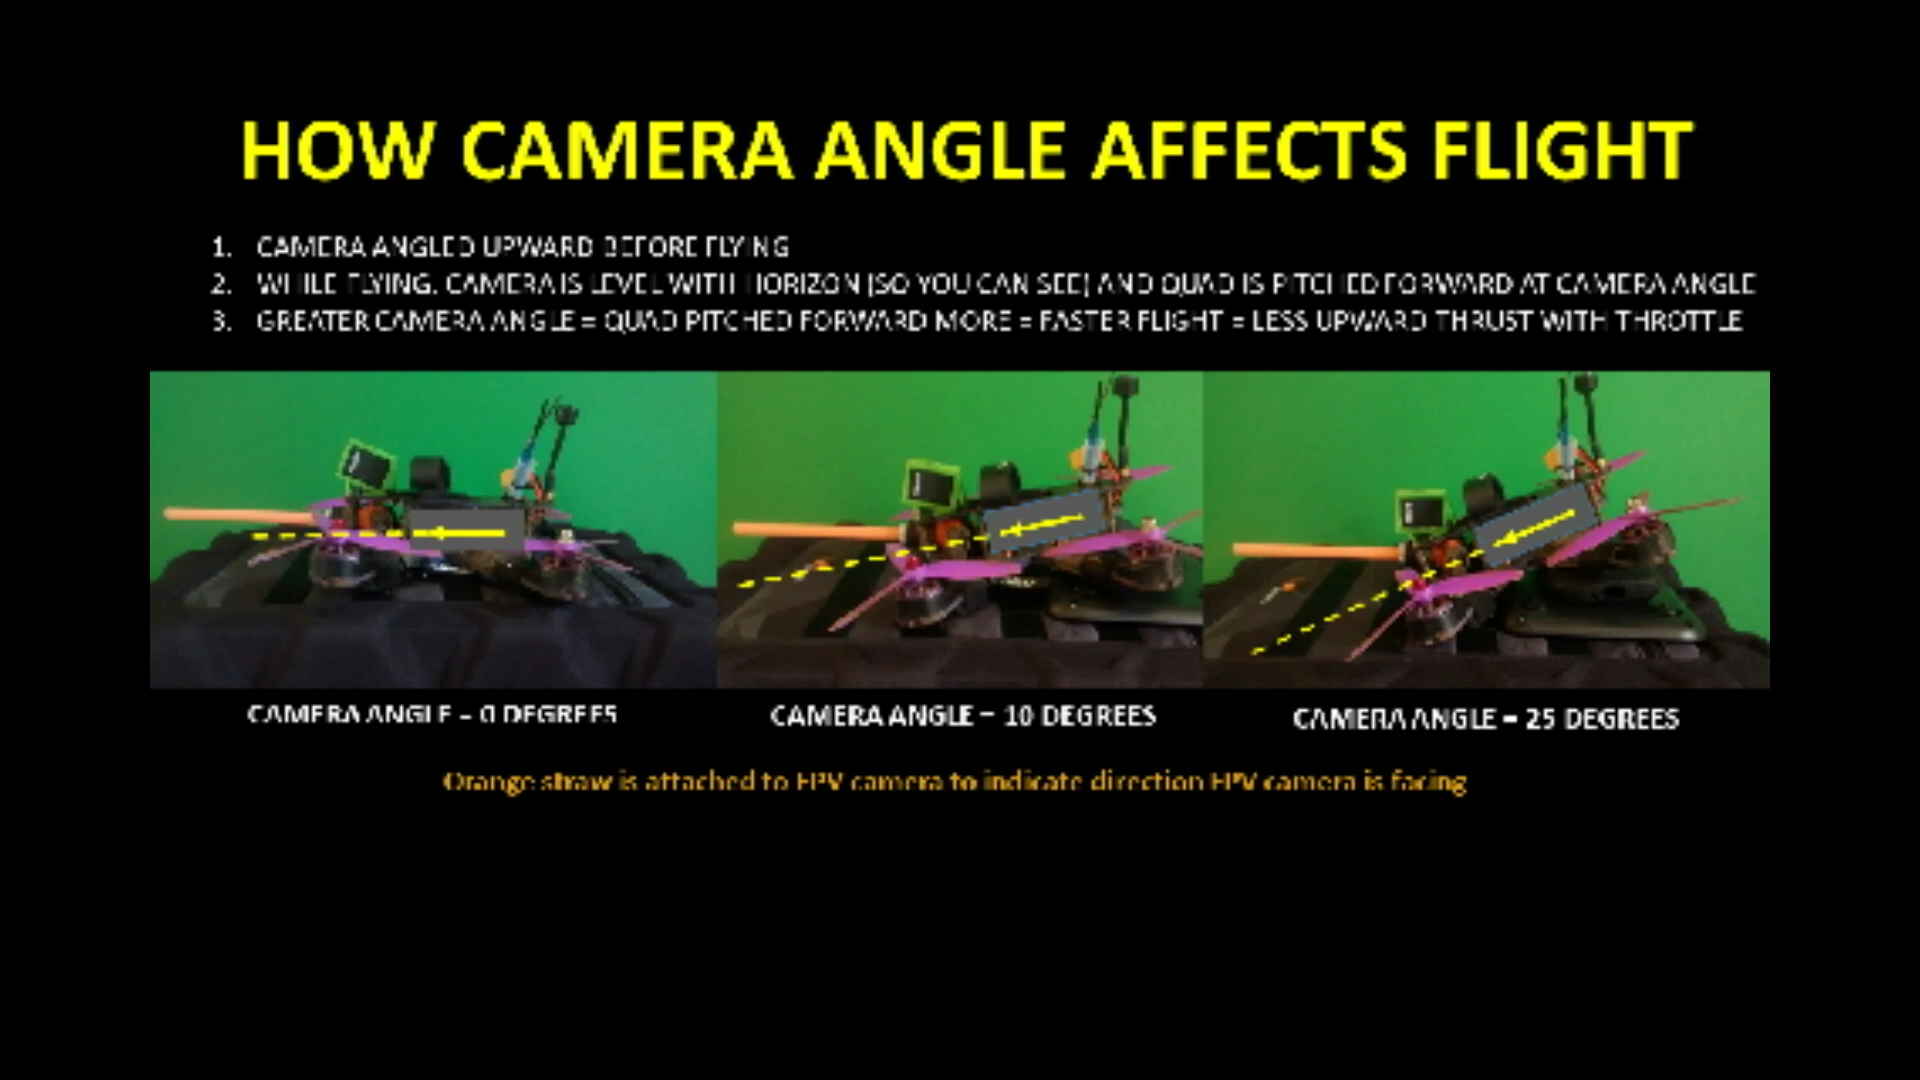 HOW CAMERA ANGLE AFFECTS FLIGHT
1. CAMERA ANGLED UPWARD BEFORE FLYING
2. WHILE FLYING, CAMERA IS LEVEL WITH HORIZON (SO YOU CAN SEE) AND QUAD IS PITCHED FORWARD AT CAMERA ANGLE
3. GREATER CAMERA ANGLE = QUAD PITCHED FORWARD MORE = FASTER FLIGHT = LESS UPWARD THRUST WITH THROTTLE
CAMERA ANGLE = 0 DEGREES
CAMERA ANGLE = 10 DEGREES
CAMERA ANGLE = 25 DEGREES
Orange straw is attached to FPV camera to indicate direction FPV camera is facing